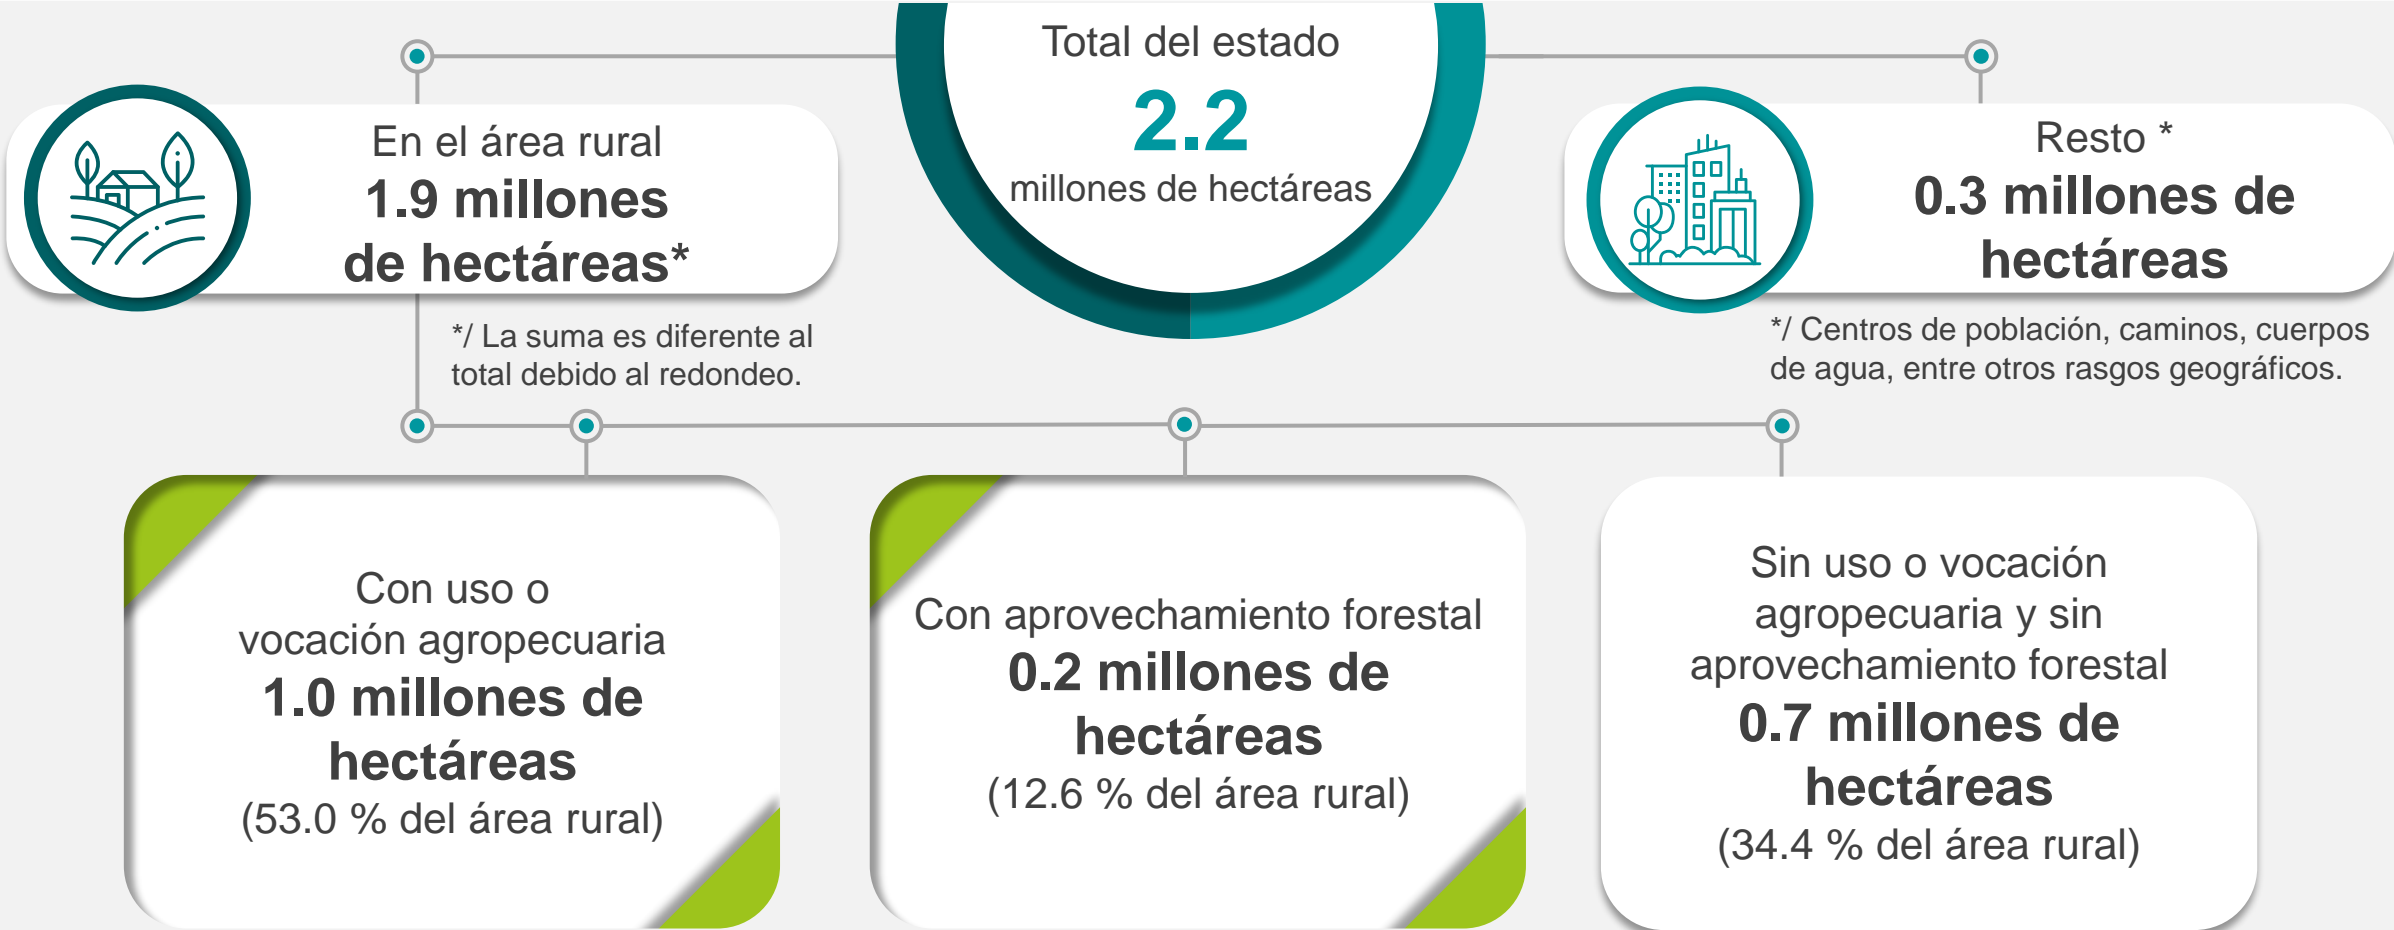 Total del estado
2.2
millones de hectáreas
En el área rural
1.9 millones
de hectáreas*
*/ La suma es diferente al
total debido al redondeo.
Resto *
0.3 millones de
hectáreas
*/ Centros de población, caminos, cuerpos
de agua, entre otros rasgos geográficos.
Con uso o
vocación agropecuaria
1.0 millones de
hectáreas
(53.0 % del área rural)
Con aprovechamiento forestal
0.2 millones de
hectáreas
(12.6 % del área rural)
Sin uso o vocación
agropecuaria y sin
aprovechamiento forestal
0.7 millones de
hectáreas
(34.4 % del área rural)